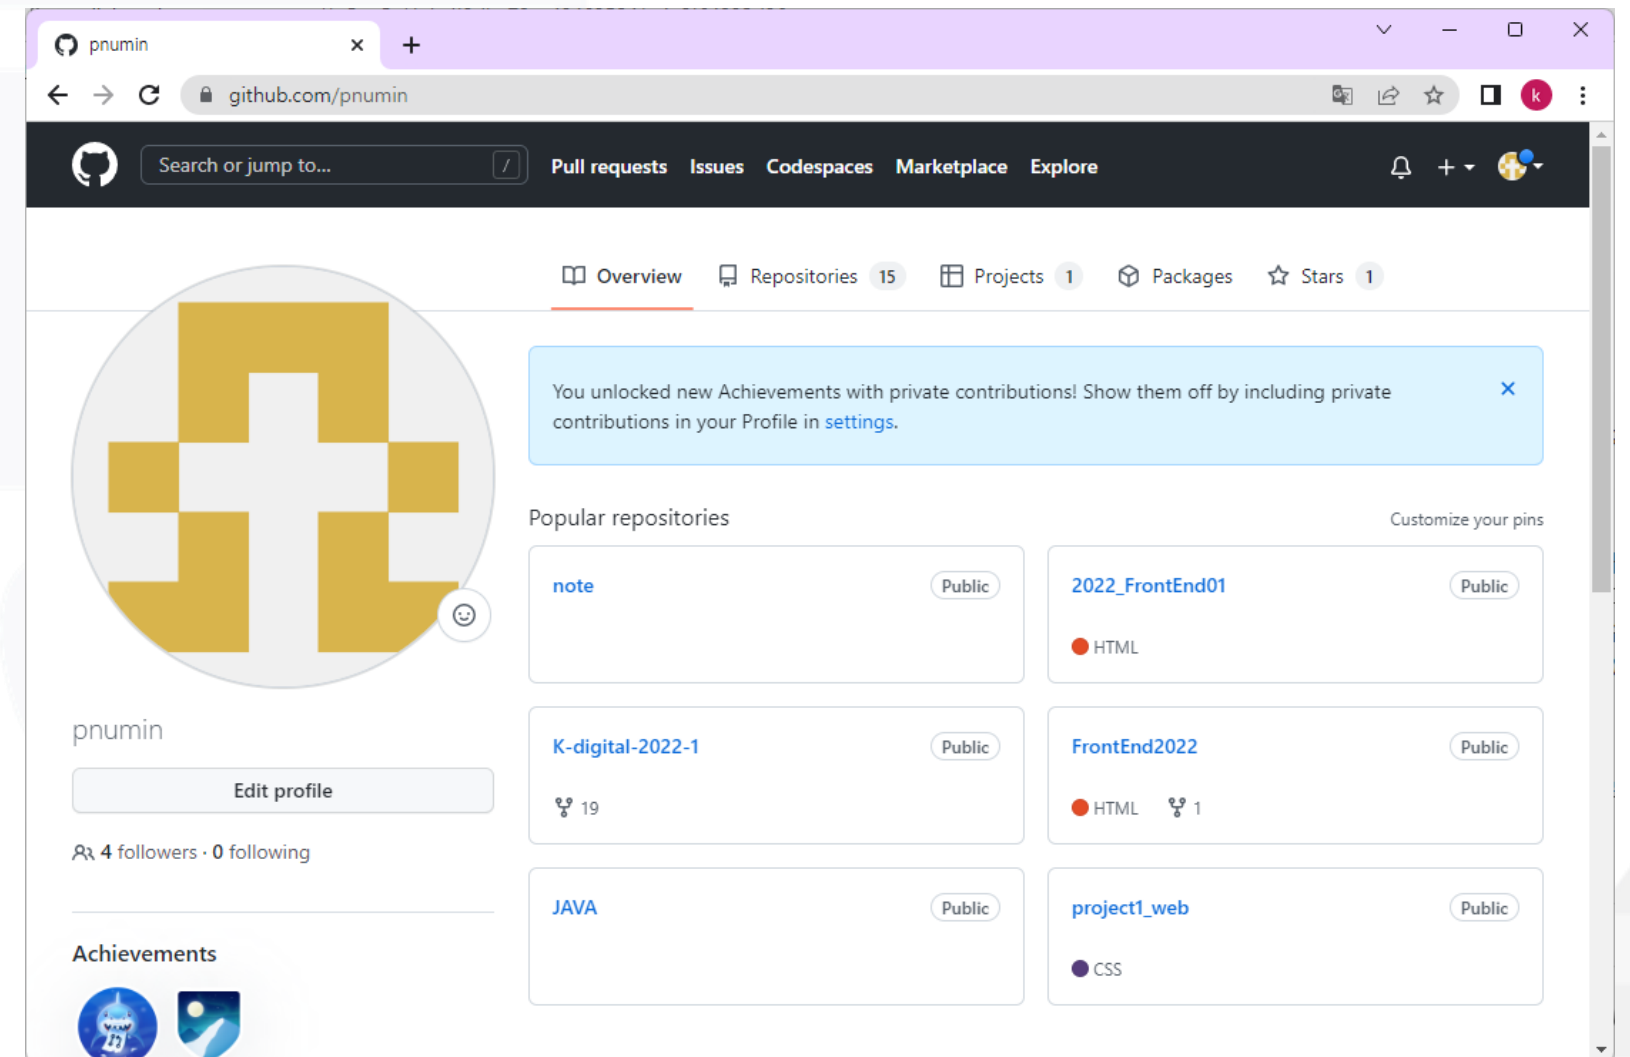 pnumin
github.com/pnumin
k
Search or jump to...
/
Pull requests Issues Codespaces Marketplace Explore
Overview Repositories 15 Projects 1 Packages Stars 1
You unlocked new Achievements with private contributions! Show them off by including private
contributions in your Profile in settings.
Popular repositories
Customize your pins
note Public
2022_FrontEnd01 Public
HTML
K-digital-2022-1 Public
19
FrontEnd2022 Public
HTML 1
JAVA Public
project1_web Public
CSS
pnumin
Edit profile
4 followers · 0 following
Achievements